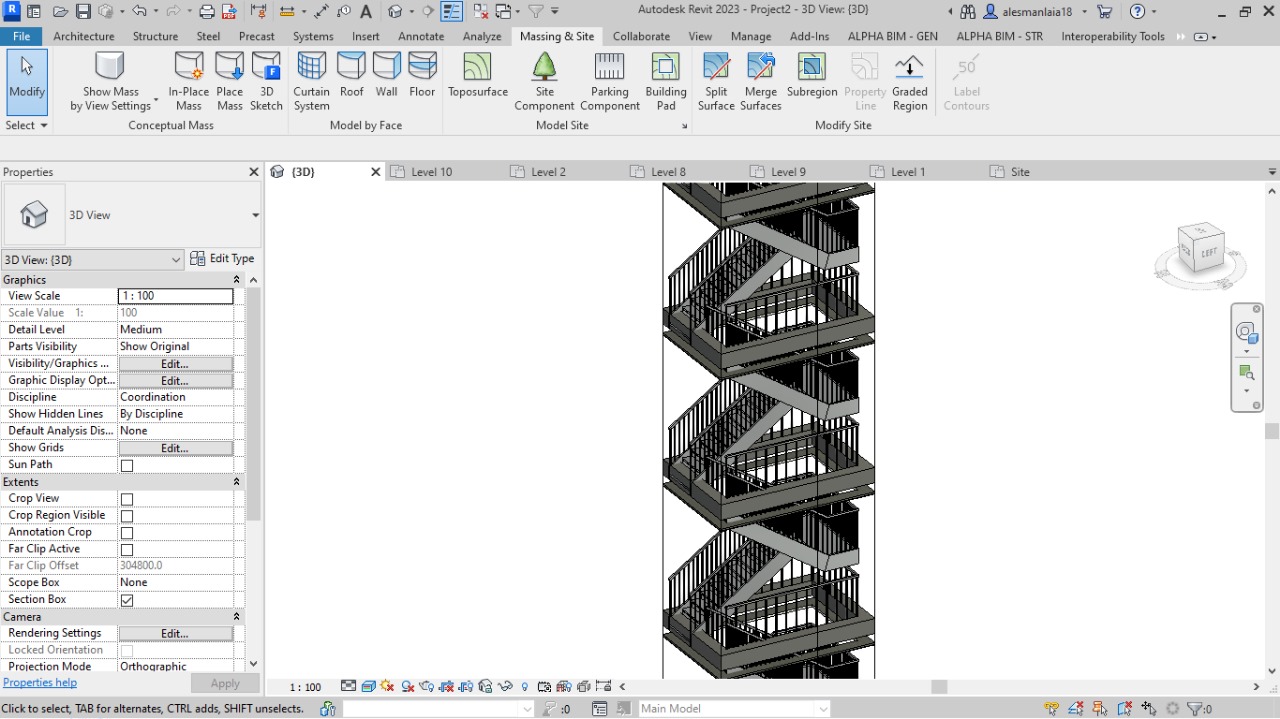 Autodesk Revit 2023 - Project2 - 3D View: {3D}
alesmanlaia18
File Architecture Structure Steel Precast Systems Insert Annotate Analyze Massing & Site Collaborate View Manage Add-Ins ALPHA BIM - GEN ALPHA BIM - STR Interoperability Tools
Modify
Show Mass
by View Settings
In-Place
Mass
Place
Mass
3D
Sketch
Curtain
System
Roof
Wall
Floor
Toposurface
Site
Component
Parking
Component
Building
Pad
Split
Surface
Merge
Surfaces
Subregion
Property
Line
Graded
Region
50
Label
Contours
Select Conceptual Mass Model by Face Model Site Modify Site
Properties
{3D} Level 10 Level 2 Level 8 Level 9 Level 1 Site
3D View
3D View: {3D} Edit Type
Graphics
View Scale 1 : 100
Scale Value 1: 100
Detail Level Medium
Parts Visibility Show Original
Visibility/Graphics ... Edit...
Graphic Display Opt... Edit...
Discipline Coordination
Show Hidden Lines By Discipline
Default Analysis Dis... None
Show Grids Edit...
Sun Path
Extents
Crop View
Crop Region Visible
Annotation Crop
Far Clip Active
Far Clip Offset 304800.0
Scope Box None
Section Box
Camera
Rendering Settings Edit...
Locked Orientation
Projection Mode Orthographic
Properties help Apply
LEFT
1 : 100
Click to select, TAB for alternates, CTRL adds, SHIFT unselects. :0 Main Model :0